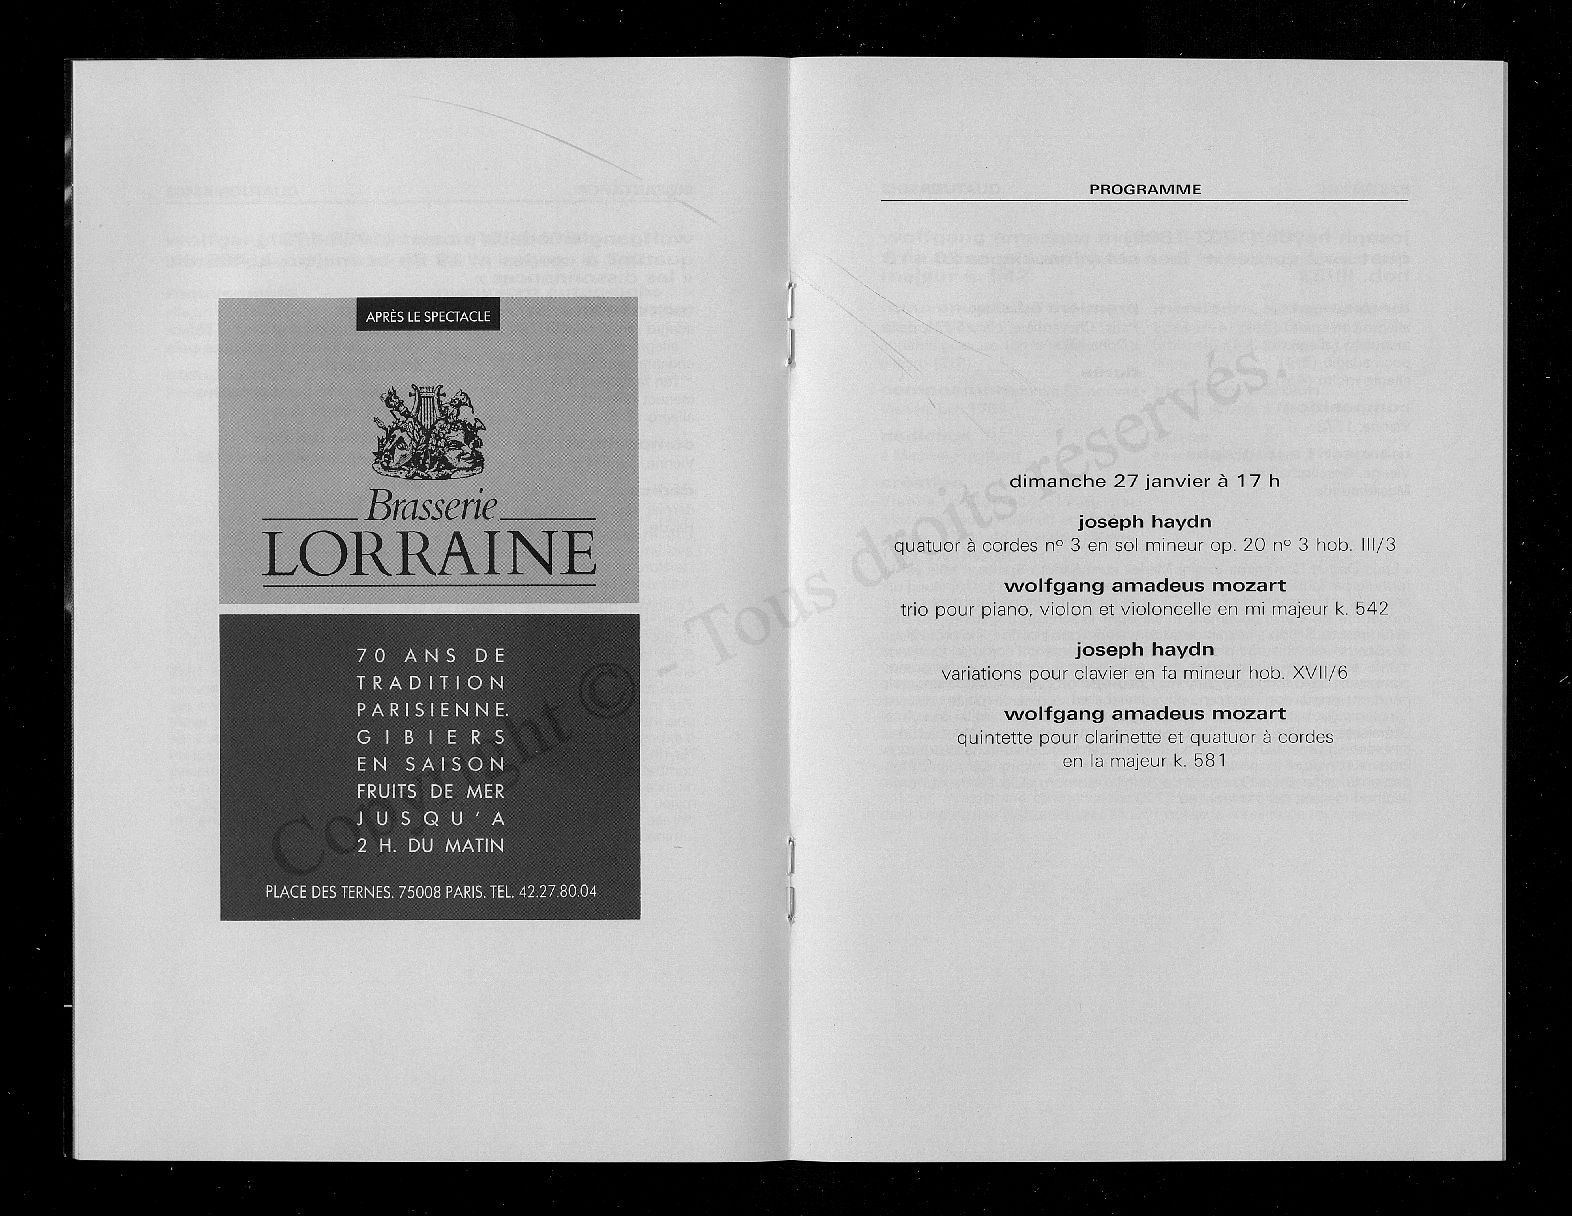 APRÈS LE SPECTACLE
Brasserie
LORRAINE
70 ANS DE
TRADITION
PARISIENNE.
GIBIERS
EN SAISON
FRUITS DE MER
JUSQU'A
2 H. DU MATIN
PLACE DES TERNES. 75008 PARIS. TEL. 42.27.80.04
PROGRAMME
dimanche 27 janvier à 17 h
joseph haydn
quatuor à cordes nº 3 en sol mineur op. 20 nº 3 hob. III/3
wolfgang amadeus mozart
trio pour piano, violon et violoncelle en mi majeur k. 542
joseph haydn
variations pour clavier en fa mineur hob. XVII/6
wolfgang amadeus mozart
quintette pour clarinette et quatuor à cordes
en la majeur k. 581
Copyright © - Tous droits réservés.